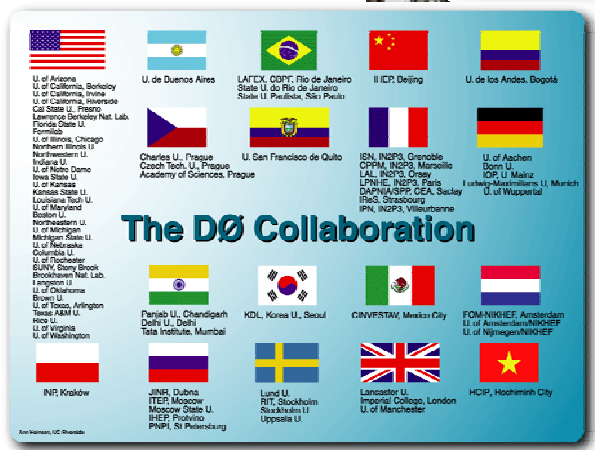 U. of Arizona
U. of California, Berkeley
U. of California, Irvine
U. of California, Riverside
Cal State U., Fresno
Lawrence Berkeley Nat. Lab.
Florida State U.
Fermilab
U. of Illinois, Chicago
Northern Illinois U.
Northwestern U.
Indiana U.
U. of Notre Dame
Iowa State U.
U. of Kansas
Kansas State U.
Louisiana Tech U.
U. of Maryland
Boston U.
Northeastern U.
U. of Michigan
Michigan State U.
U. of Nebraska
Columbia U.
U. of Rochester
SUNY, Stony Brook
Brookhaven Nat. Lab.
Langston U.
U. of Oklahoma
Brown U.
U. of Texas, Arlington
Texas A&M U.
Rice U.
U. of Virginia
U. of Washington
U. de Buenos Aires
LAFEX, CBPF, Rio de Janeiro
State U. do Rio de Janeiro
State U. Paulista, São Paulo
IHEP, Beijing
U. de los Andes, Bogotá
Charles U., Prague
Czech Tech. U., Prague
Academy of Sciences, Prague
U. San Francisco de Quito
ISN, IN2P3, Grenoble
CPPM, IN2P3, Marseille
LAL, IN2P3, Orsay
LPNHE, IN2P3, Paris
DAPNIA/SPP, CEA, Saclay
IReS, Strasbourg
IPN, IN2P3, Villeurbanne
U. of Aachen
Bonn U.
IOP, U. Mainz
Ludwig-Maximilians U, Munich
U. of Wuppertal
The DØ Collaboration
Panjab U., Chandigarh
Delhi U., Delhi
Tata Institute, Mumbai
KDL, Korea U., Seoul
CINVESTAV, Mexico City
FOM-NIKHEF, Amsterdam
U. of Amsterdam/NIKHEF
U. of Nijmegen/NIKHEF
INP, Kraków
JINR, Dubna
ITEP, Moscow
Moscow State U.
IHEP, Protvino
PNPI, St Petersburg
Lund U.
RIT, Stockholm
Stockholm U
Uppsala U.
Lancaster U.
Imperial College, London
U. of Manchester
HCIP, Hochiminh City
Ann Heinson, UC Riverside